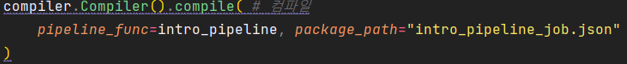 compiler.Compiler().compile( # 컴파일
    pipeline_func=intro_pipeline, package_path="intro_pipeline_job.json"
)